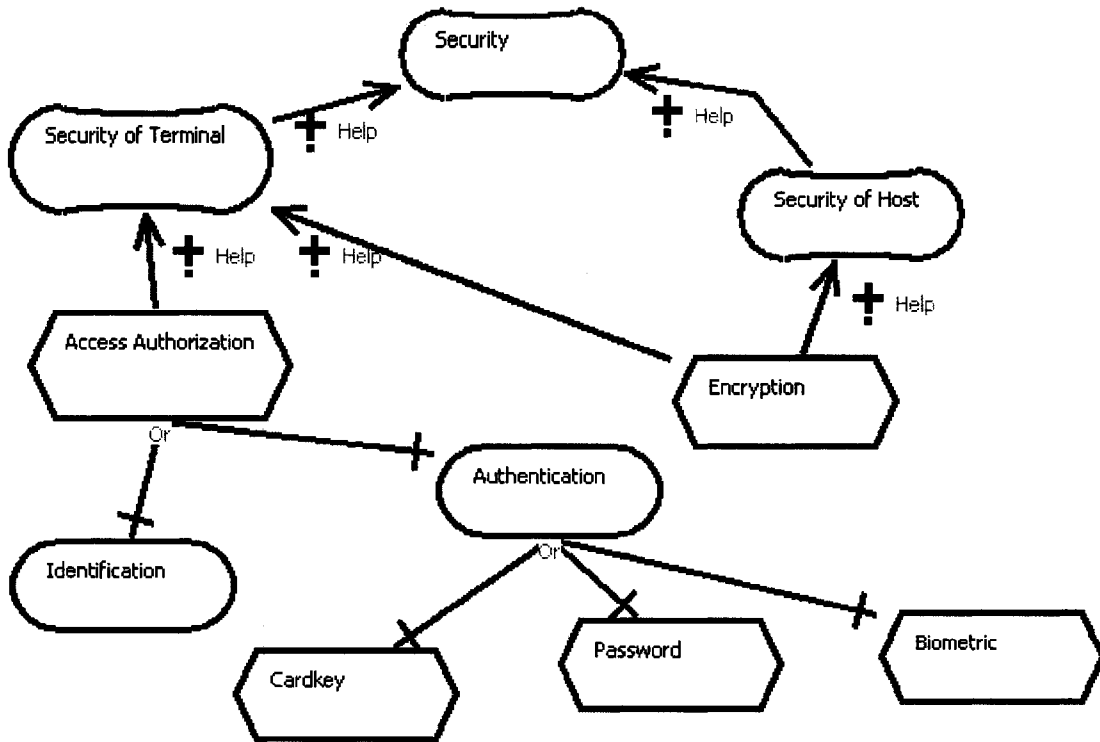 Security
Security of Terminal
Help
Help
Security of Host
Help
Help
Help
Access Authorization
Encryption
Or
Authentication
Or
Identification
Password
Biometric
Cardkey